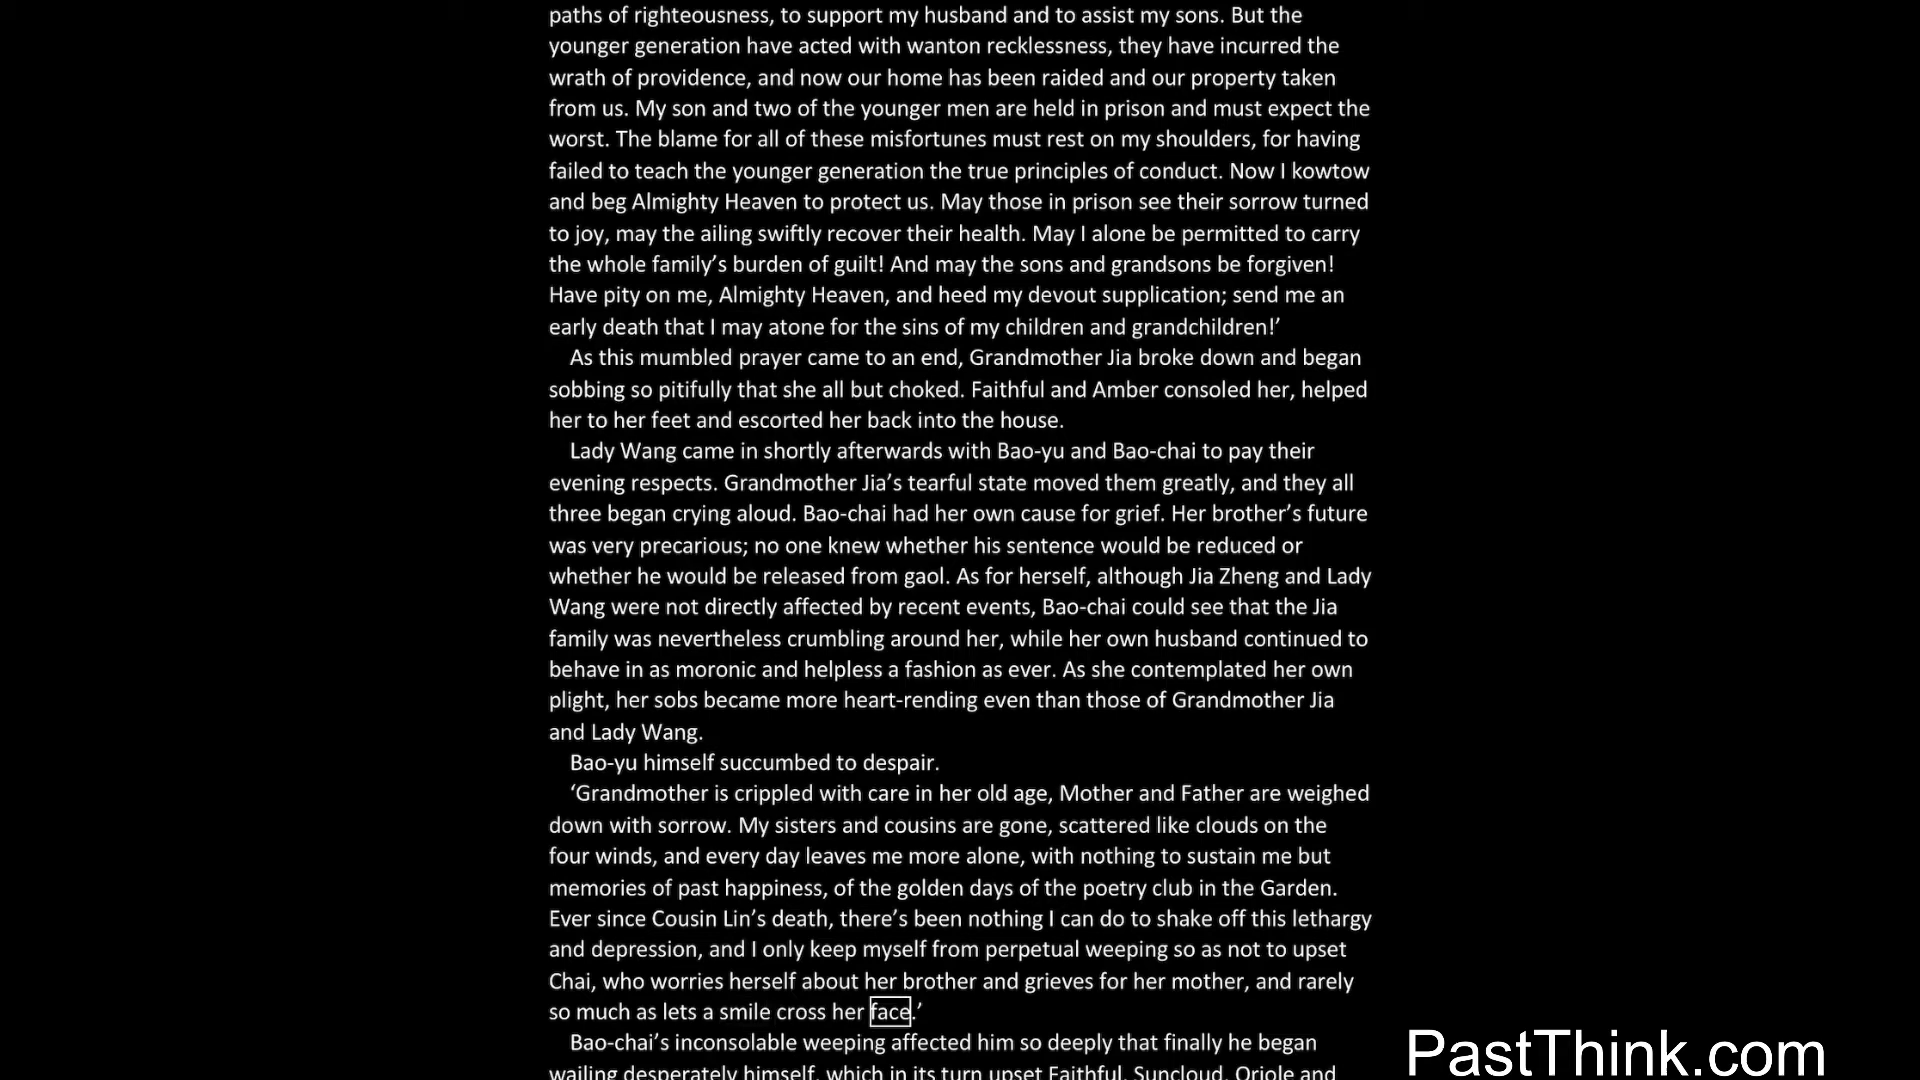 paths of righteousness, to support my husband and to assist my sons. But the
younger generation have acted with wanton recklessness, they have incurred the
wrath of providence, and now our home has been raided and our property taken
from us. My son and two of the younger men are held in prison and must expect the
worst. The blame for all of these misfortunes must rest on my shoulders, for having
failed to teach the younger generation the true principles of conduct. Now I kowtow
and beg Almighty Heaven to protect us. May those in prison see their sorrow turned
to joy, may the ailing swiftly recover their health. May I alone be permitted to carry
the whole family’s burden of guilt! And may the sons and grandsons be forgiven!
Have pity on me, Almighty Heaven, and heed my devout supplication; send me an
early death that I may atone for the sins of my children and grandchildren!’
As this mumbled prayer came to an end, Grandmother Jia broke down and began
sobbing so pitifully that she all but choked. Faithful and Amber consoled her, helped
her to her feet and escorted her back into the house.
Lady Wang came in shortly afterwards with Bao-yu and Bao-chai to pay their
evening respects. Grandmother Jia’s tearful state moved them greatly, and they all
three began crying aloud. Bao-chai had her own cause for grief. Her brother’s future
was very precarious; no one knew whether his sentence would be reduced or
whether he would be released from gaol. As for herself, although Jia Zheng and Lady
Wang were not directly affected by recent events, Bao-chai could see that the Jia
family was nevertheless crumbling around her, while her own husband continued to
behave in as moronic and helpless a fashion as ever. As she contemplated her own
plight, her sobs became more heart-rending even than those of Grandmother Jia
and Lady Wang.
Bao-yu himself succumbed to despair.
‘Grandmother is crippled with care in her old age, Mother and Father are weighed
down with sorrow. My sisters and cousins are gone, scattered like clouds on the
four winds, and every day leaves me more alone, with nothing to sustain me but
memories of past happiness, of the golden days of the poetry club in the Garden.
Ever since Cousin Lin’s death, there’s been nothing I can do to shake off this lethargy
and depression, and I only keep myself from perpetual weeping so as not to upset
Chai, who worries herself about her brother and grieves for her mother, and rarely
so much as lets a smile cross her face.’
Bao-chai’s inconsolable weeping affected him so deeply that finally he began
wailing desperately himself, which in its turn upset Faithful, Suncloud, Oriole and
PastThink.com